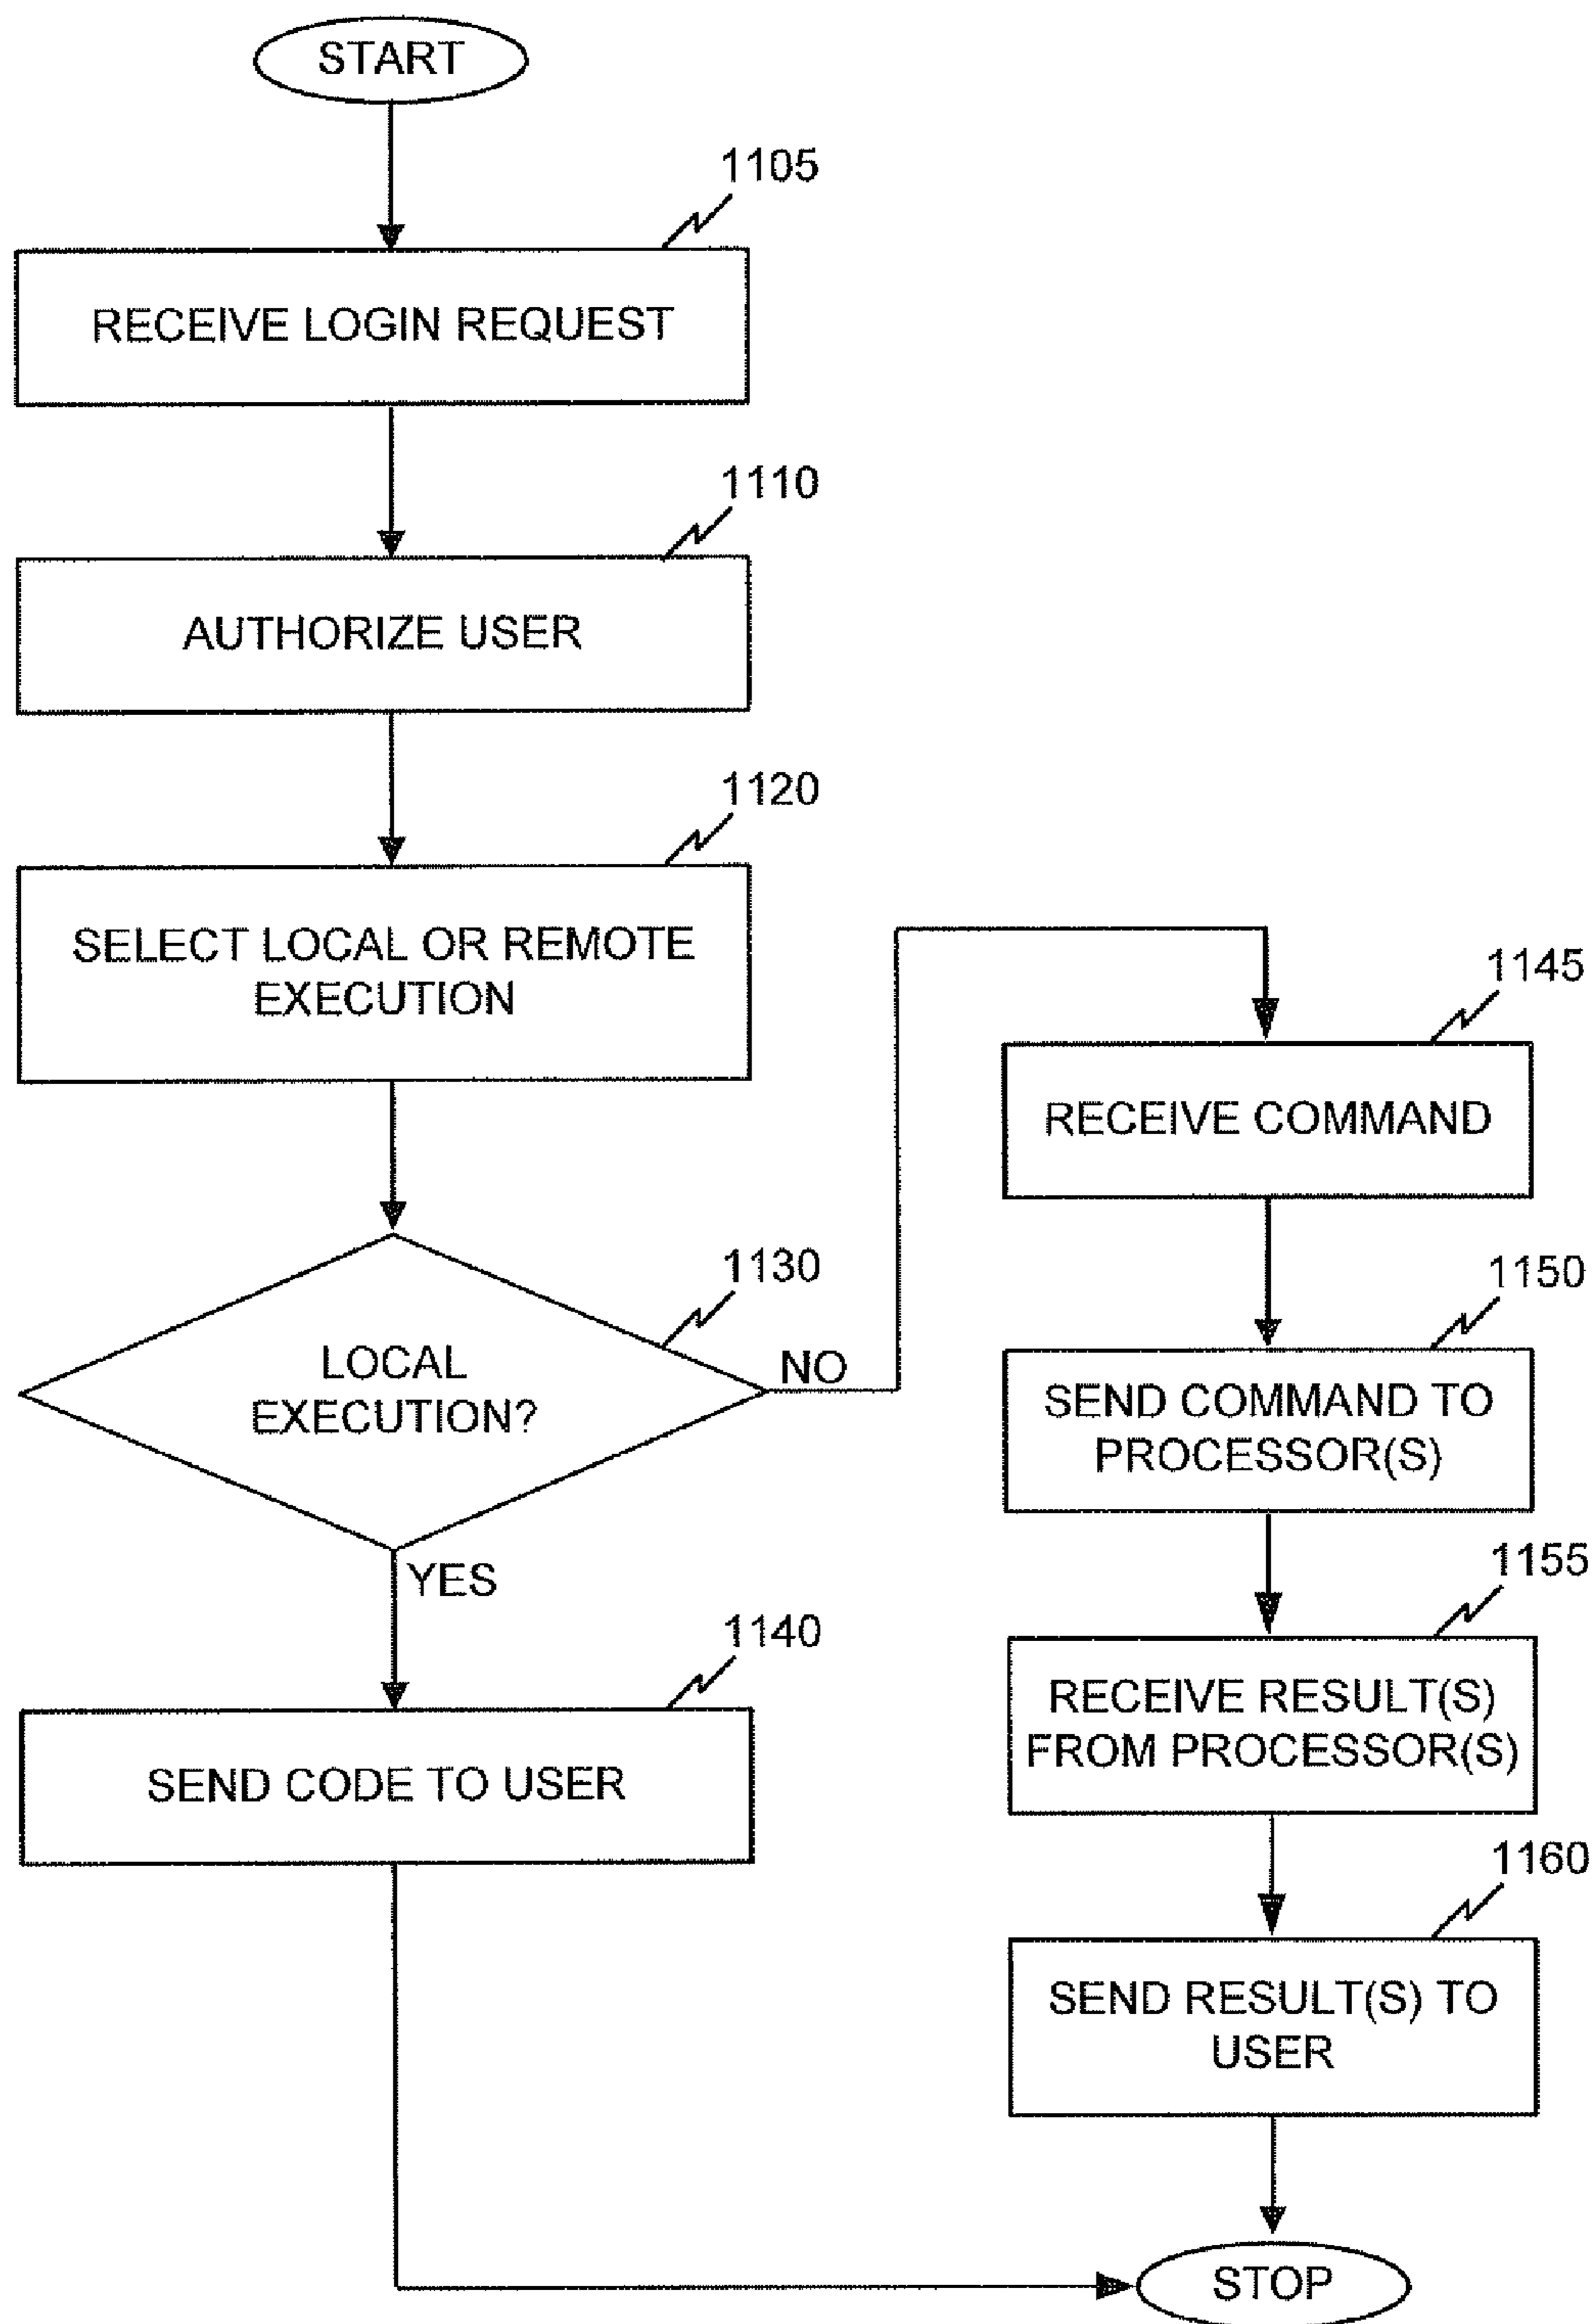 START
1105
RECEIVE LOGIN REQUEST
1110
AUTHORIZE USER
1120
SELECT LOCAL OR REMOTE
EXECUTION
1130
LOCAL
EXECUTION?
NO
YES
1140
SEND CODE TO USER
1145
RECEIVE COMMAND
1150
SEND COMMAND TO
PROCESSOR(S)
1155
RECEIVE RESULT(S)
FROM PROCESSOR(S)
1160
SEND RESULT(S) TO
USER
STOP